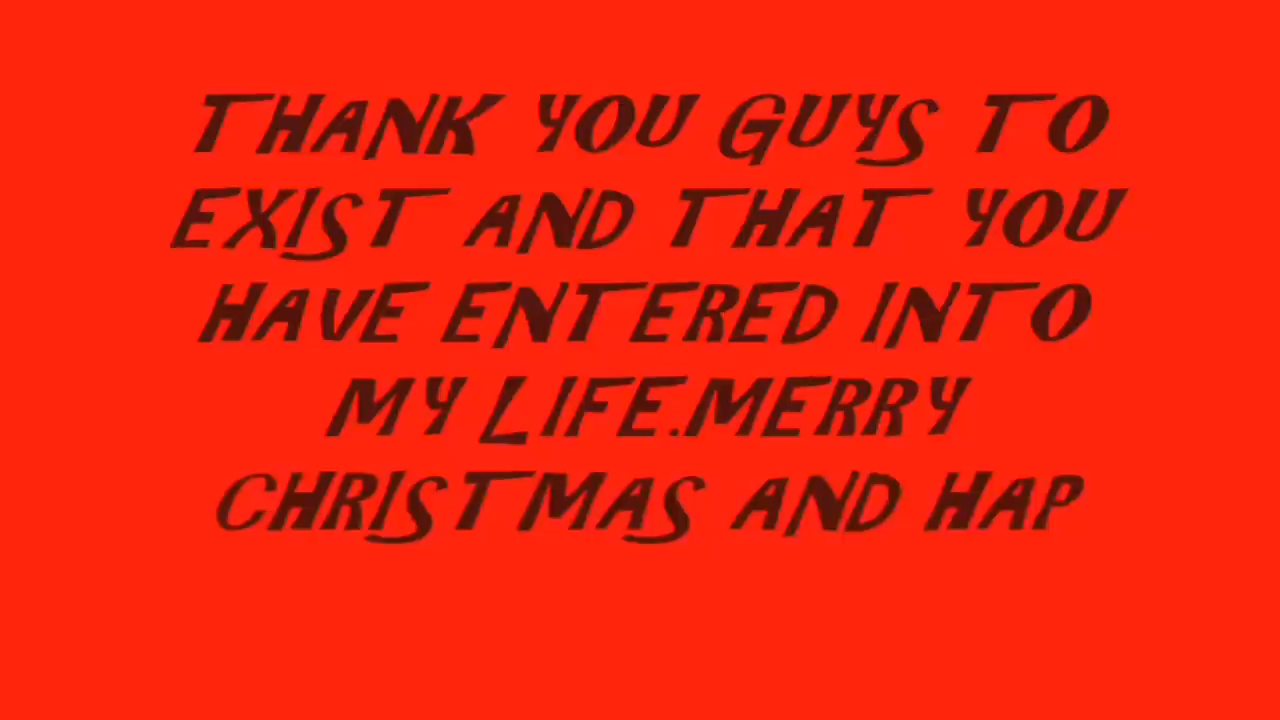 THANK YOU GUYS TO
EXIST AND THAT YOU
HAVE ENTERED INTO
MY LIFE.MERRY
CHRISTMAS AND HAP